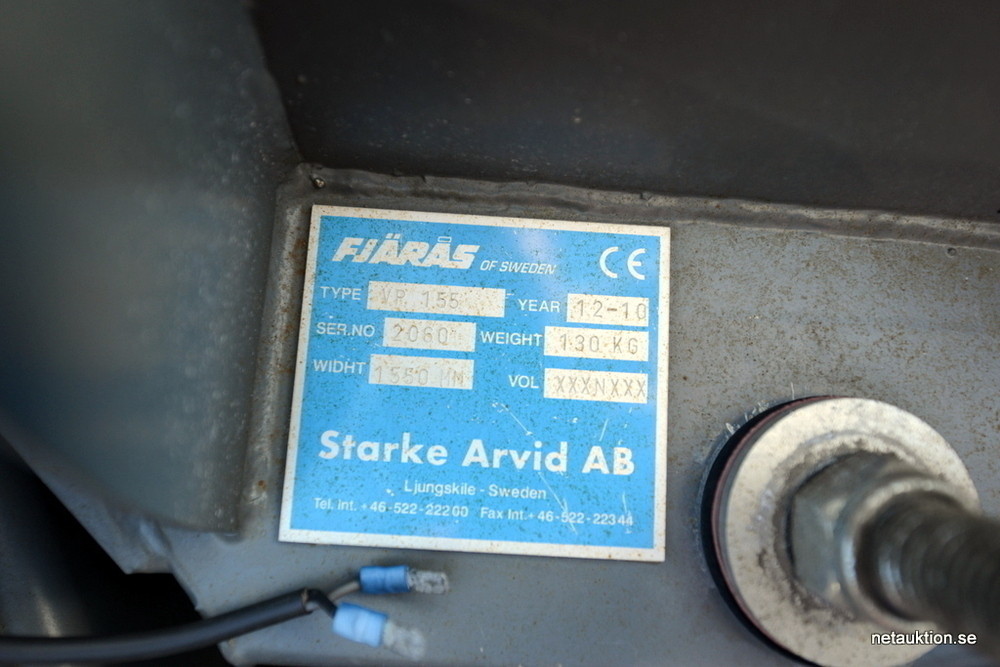 FJÄRÅS OF SWEDEN CE
TYPE VR 155 YEAR 12-10
SER.NO 2060 WEIGHT 130 KG
WIDHT 1550 MM VOL XXXNXXX
Starke Arvid AB
Ljungskile - Sweden
Tel. int. +46-522-22200 Fax Int.+46-522-22344
netauktion.se